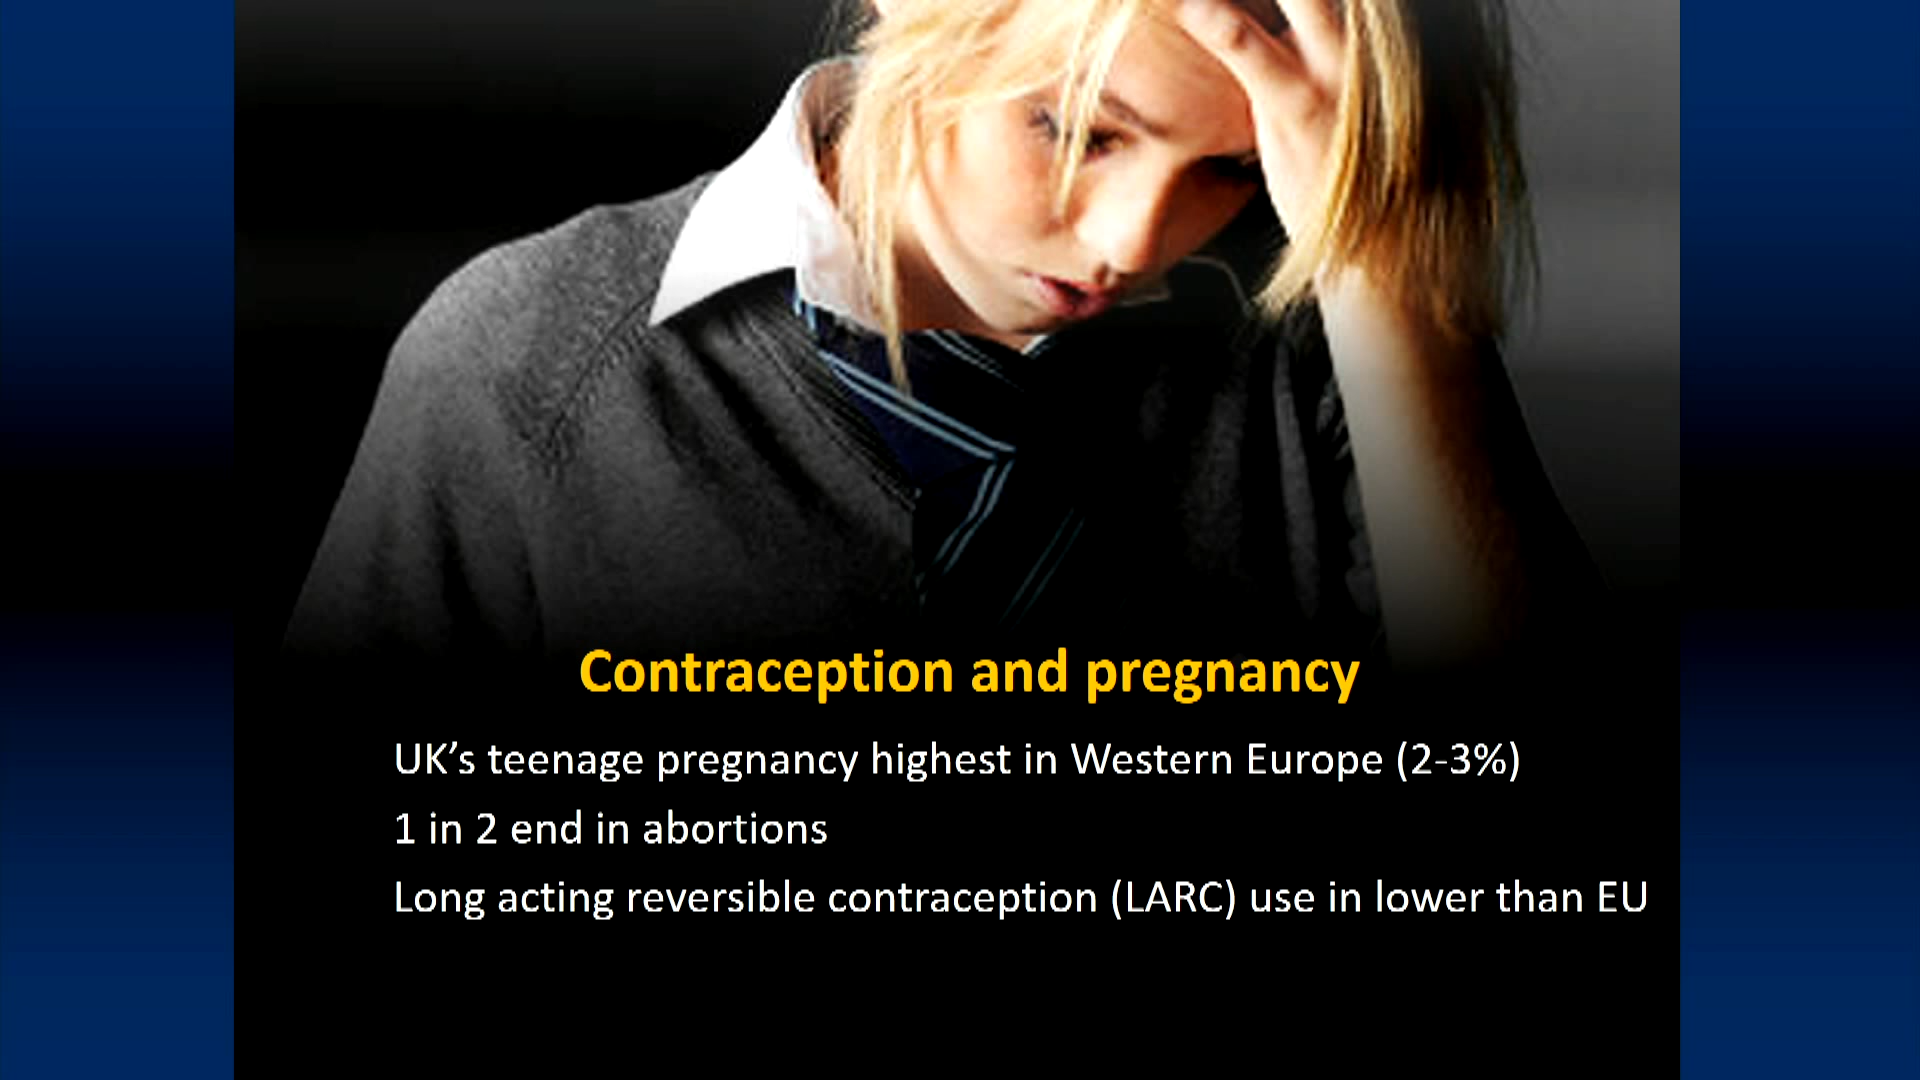 Contraception and pregnancy
UK’s teenage pregnancy highest in Western Europe (2-3%)
1 in 2 end in abortions
Long acting reversible contraception (LARC) use in lower than EU